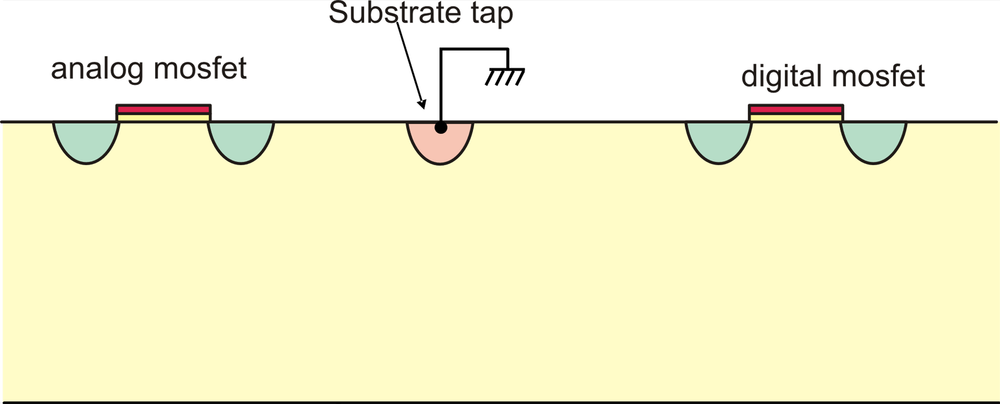 Substrate tap
analog mosfet
digital mosfet